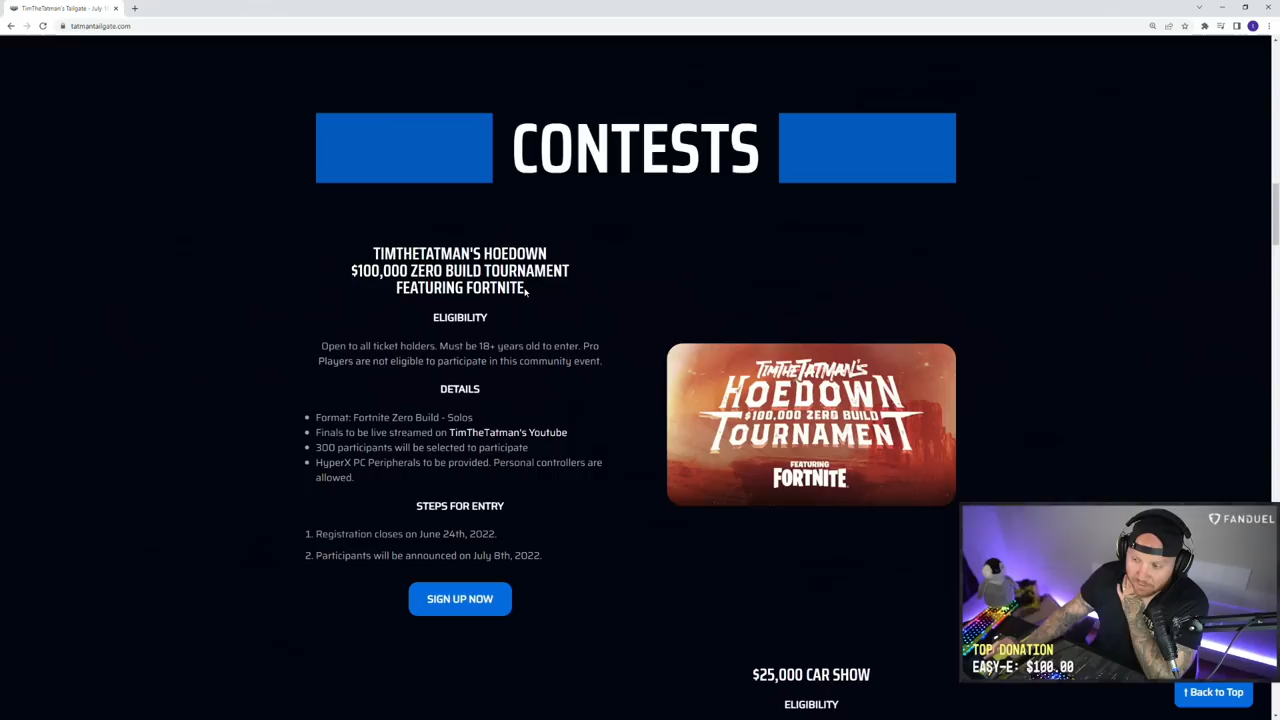 TimTheTatman's Tailgate - July 1
tatmantailgate.com
CONTESTS
TIMTHETATMAN'S HOEDOWN
$100,000 ZERO BUILD TOURNAMENT
FEATURING FORTNITE
ELIGIBILITY
Open to all ticket holders. Must be 18+ years old to enter. Pro
Players are not eligible to participate in this community event.
DETAILS
Format: Fortnite Zero Build - Solos
Finals to be live streamed on TimTheTatman's Youtube
300 participants will be selected to participate
HyperX PC Peripherals to be provided. Personal controllers are
allowed.
STEPS FOR ENTRY
1. Registration closes on June 24th, 2022.
2. Participants will be announced on July 8th, 2022.
SIGN UP NOW
TIMTHETATMAN'S
HOEDOWN
$100,000 ZERO BUILD
TOURNAMENT
FEATURING
FORTNITE
$25,000 CAR SHOW
ELIGIBILITY
FANDUEL
TOP DONATION
EASY-E: $100.00
↑ Back to Top